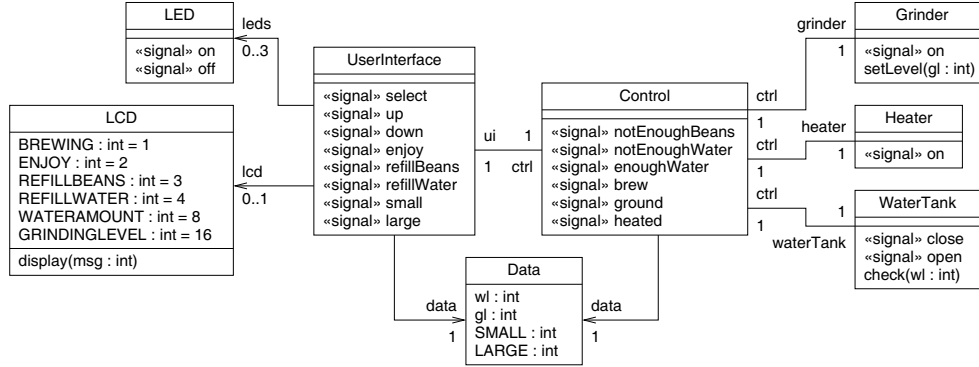 LED
«signal» on
«signal» off
leds
0..3
LCD
BREWING : int = 1
ENJOY : int = 2
REFILLBEANS : int = 3
REFILLWATER : int = 4
WATERAMOUNT : int = 8
GRINDINGLEVEL : int = 16
display(msg : int)
lcd
0..1
UserInterface
«signal» select
«signal» up
«signal» down
«signal» enjoy
«signal» refillBeans
«signal» refillWater
«signal» small
«signal» large
ui
1
1
ctrl
Control
«signal» notEnoughBeans
«signal» notEnoughWater
«signal» enoughWater
«signal» brew
«signal» ground
«signal» heated
data
1
Data
wl : int
gl : int
SMALL : int
LARGE : int
data
1
grinder
1
ctrl
1
Grinder
«signal» on
setLevel(gl : int)
heater
1
ctrl
1
Heater
«signal» on
ctrl
1
1
waterTank
WaterTank
«signal» close
«signal» open
check(wl : int)